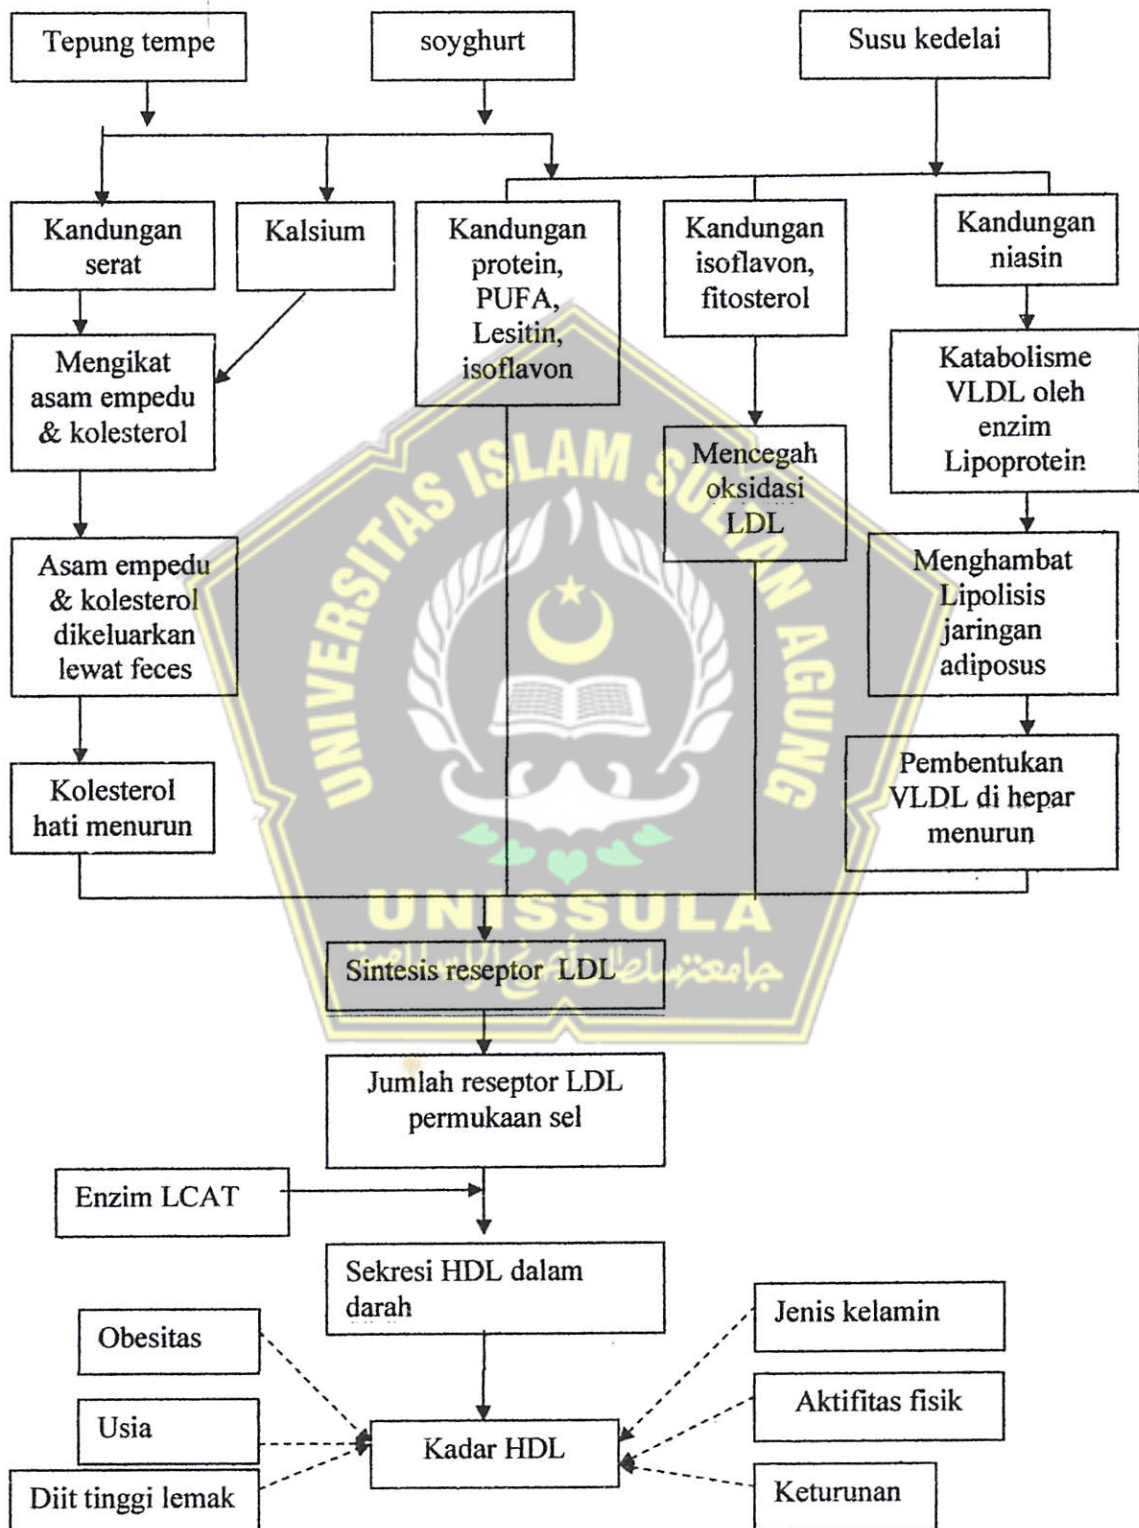 Tepung tempe
soyghurt
Susu kedelai
Kandungan
serat
Kalsium
Kandungan
protein,
PUFA,
Lesitin,
isoflavon
Kandungan
isoflavon,
fitosterol
Kandungan
niasin
Mengikat
asam empedu
& kolesterol
Katabolisme
VLDL oleh
enzim
Lipoprotein
Mencegah
oksidasi
LDL
Asam empedu
& kolesterol
dikeluarkan
lewat feces
Menghambat
Lipolisis
jaringan
adiposus
Kolesterol
hati menurun
Pembentukan
VLDL di hepar
menurun
UNIVERSITAS ISLAM SULTAN AGUNG
UNISSULA
Sintesis reseptor LDL
Jumlah reseptor LDL
permukaan sel
Enzim LCAT
Sekresi HDL dalam
darah
Obesitas
Jenis kelamin
Usia
Aktifitas fisik
Kadar HDL
Diit tinggi lemak
Keturunan